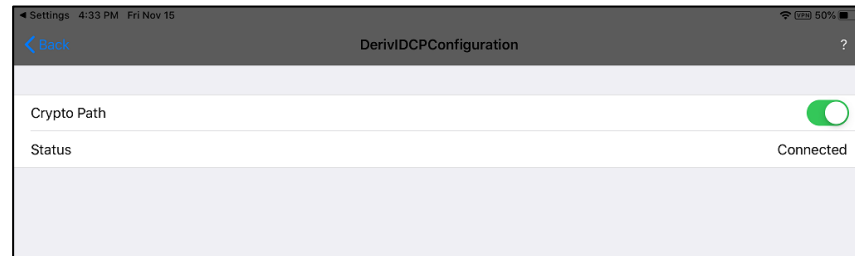 Settings 4:33 PM Fri Nov 15 VPN 50%
Back DerivIDCPConfiguration ?
Crypto Path
Status Connected